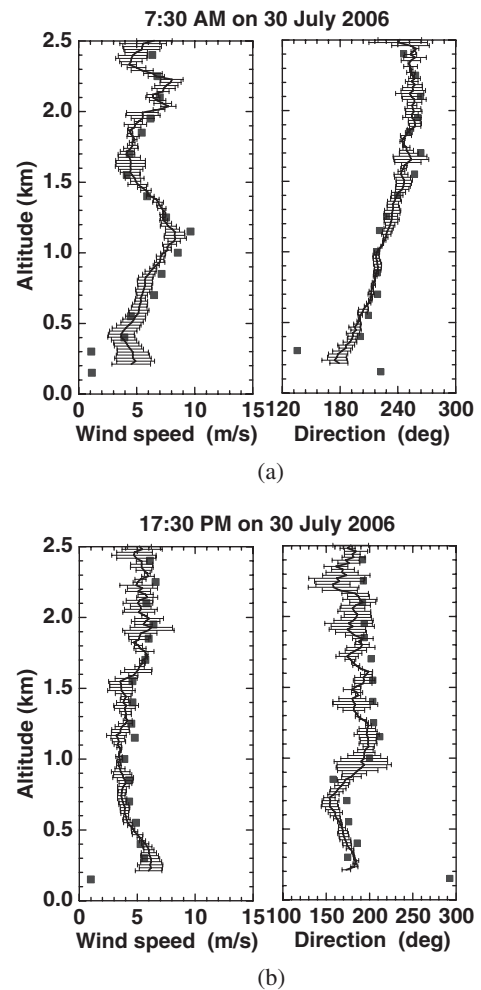 7:30 AM on 30 July 2006
2.5
2.0
1.5
1.0
0.5
0.0
Altitude (km)
0 5 10 15
120 180 240 300
Wind speed (m/s)
Direction (deg)
(a)
17:30 PM on 30 July 2006
2.5
2.0
1.5
1.0
0.5
0.0
Altitude (km)
0 5 10 15
100 150 200 250 300
Wind speed (m/s)
Direction (deg)
(b)